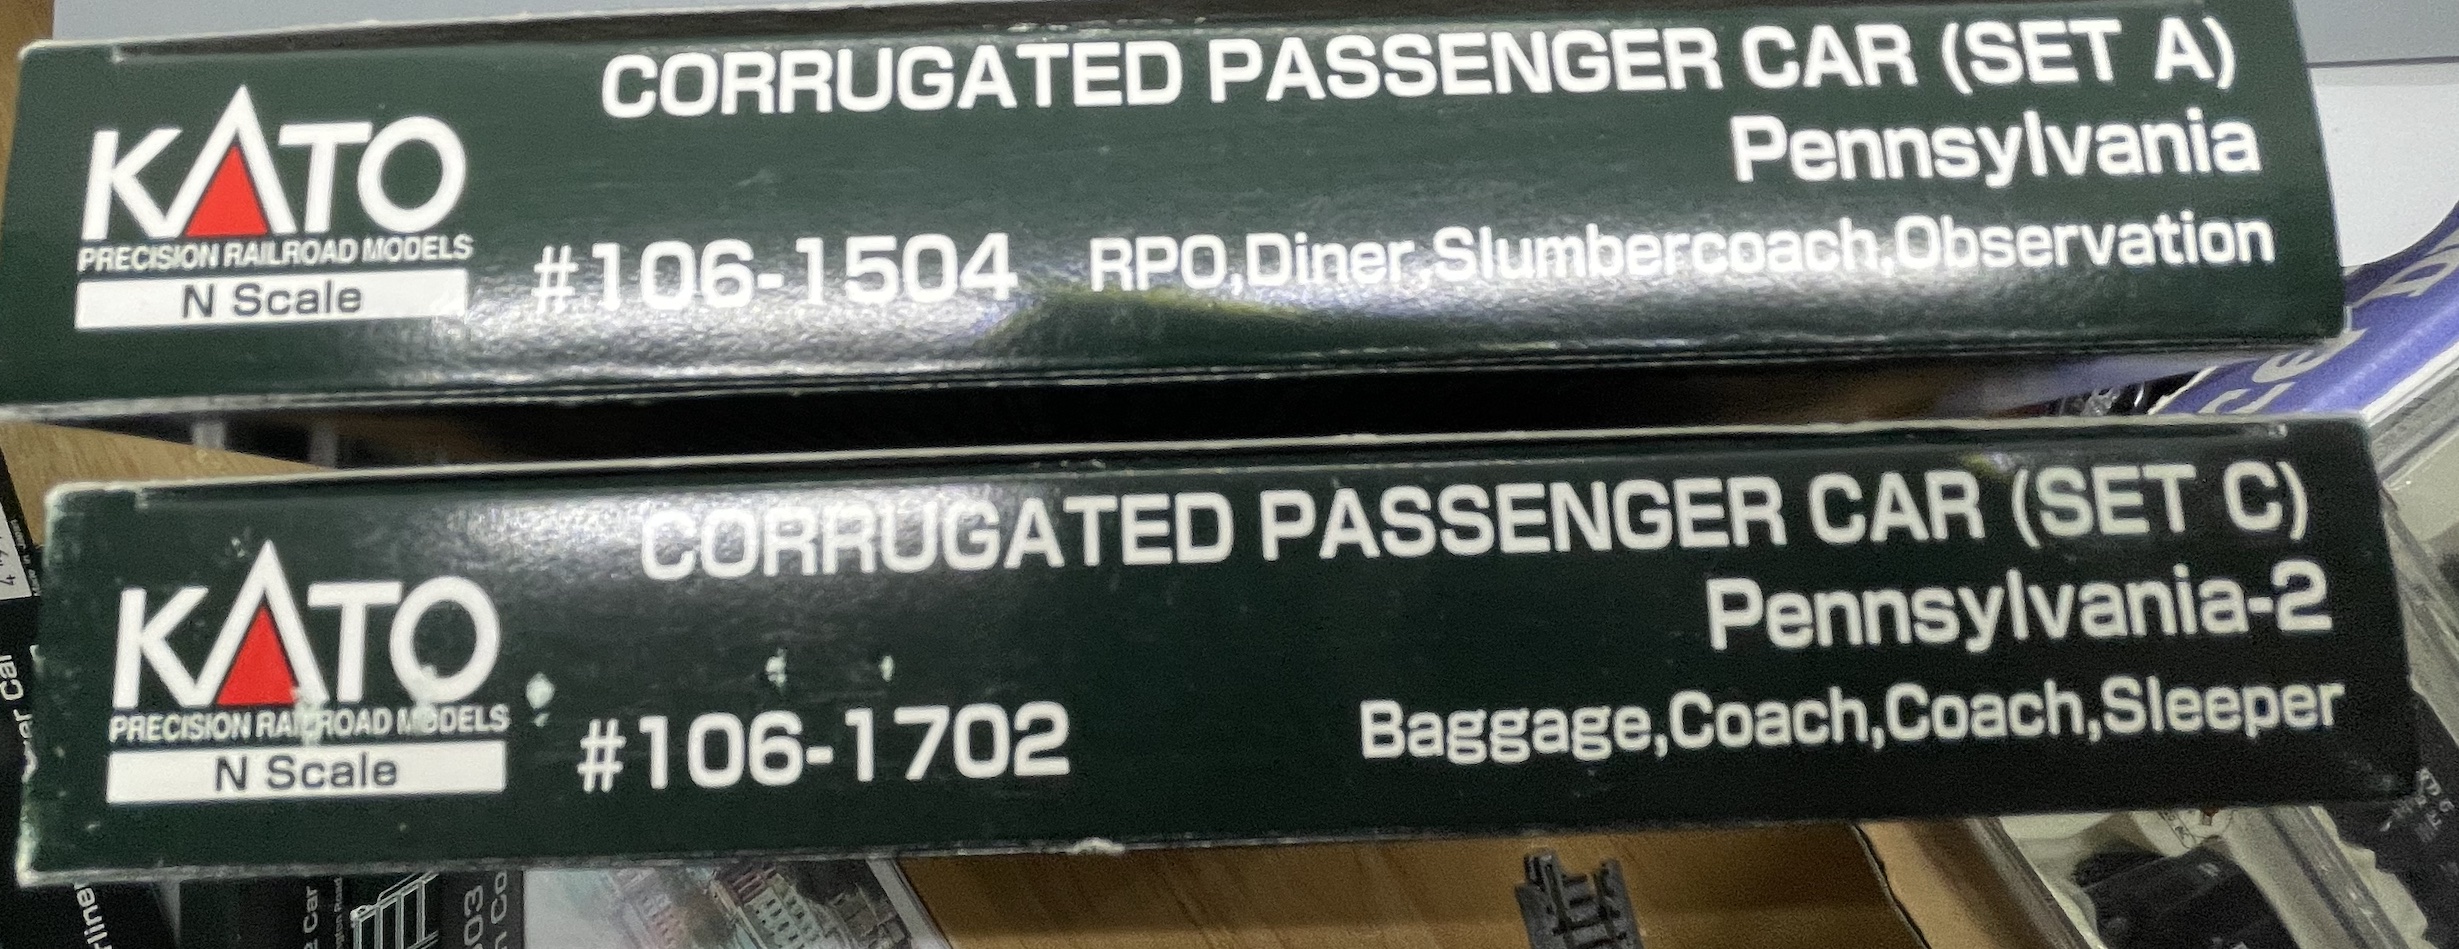 CORRUGATED PASSENGER CAR (SET A)
Pennsylvania
KATO
PRECISION RAILROAD MODELS
N Scale
#106-1504 RPO,Diner,Slumbercoach,Observation
CORRUGATED PASSENGER CAR (SET C)
Pennsylvania-2
KATO
PRECISION RAILROAD MODELS
N Scale
#106-1702 Baggage,Coach,Coach,Sleeper
Car